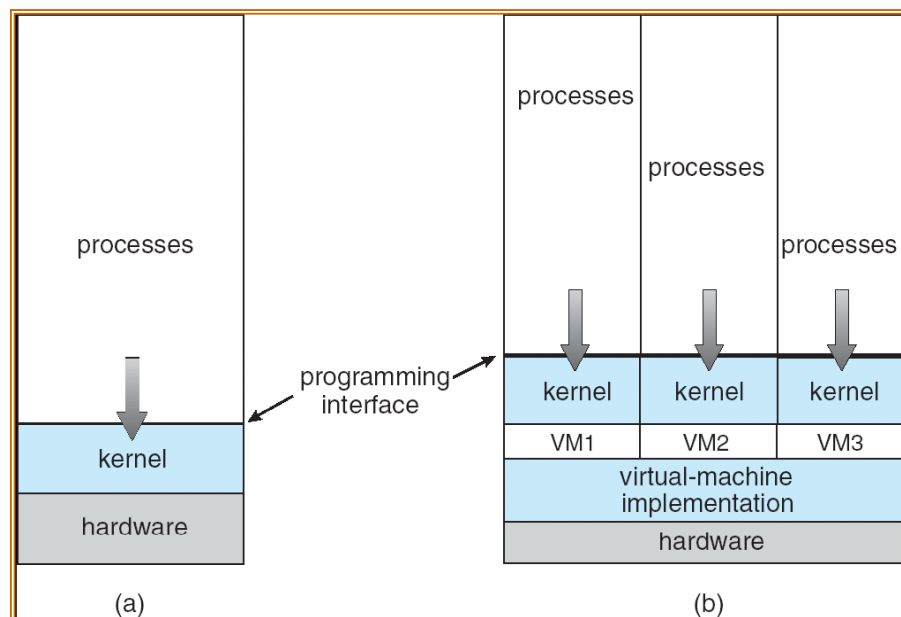 processes
kernel
hardware
(a)
programming
interface
processes
processes
processes
kernel
kernel
kernel
VM1
VM2
VM3
virtual-machine
implementation
hardware
(b)